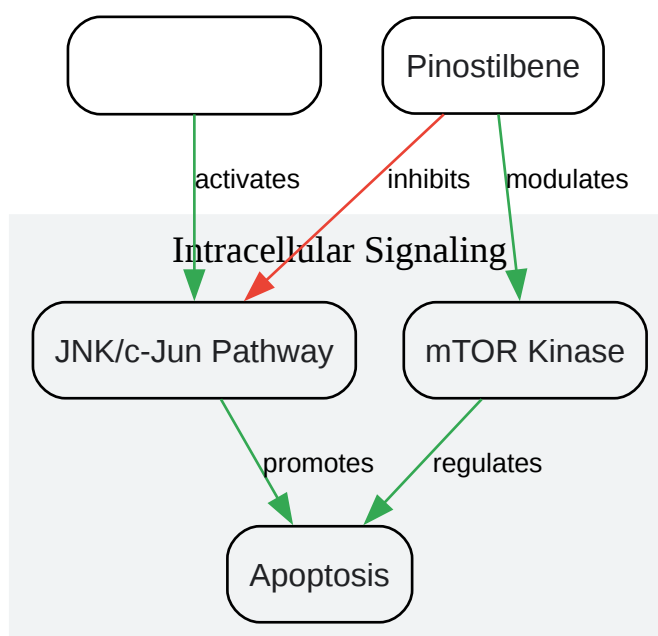 Pinostilbene
activates
inhibits
modulates
Intracellular Signaling
JNK/c-Jun Pathway
mTOR Kinase
promotes
regulates
Apoptosis